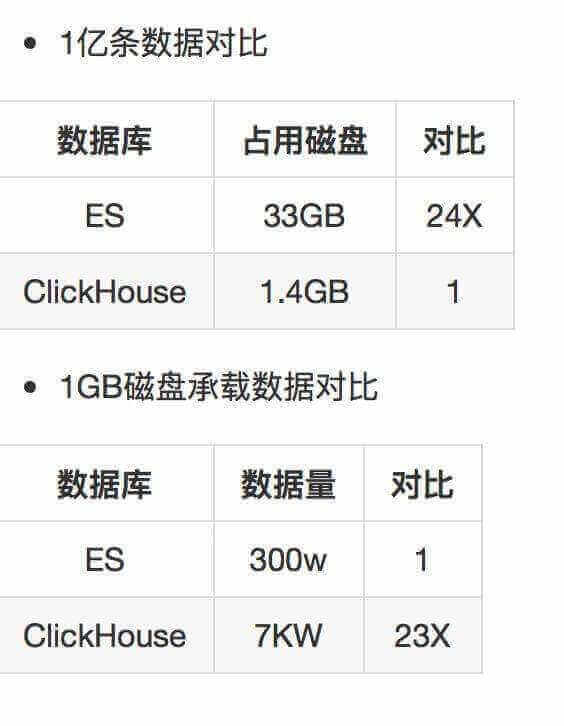 1亿条数据对比
数据库 占用磁盘 对比
ES 33GB 24X
ClickHouse 1.4GB 1
1GB磁盘承载数据对比
数据库 数据量 对比
ES 300w 1
ClickHouse 7KW 23X